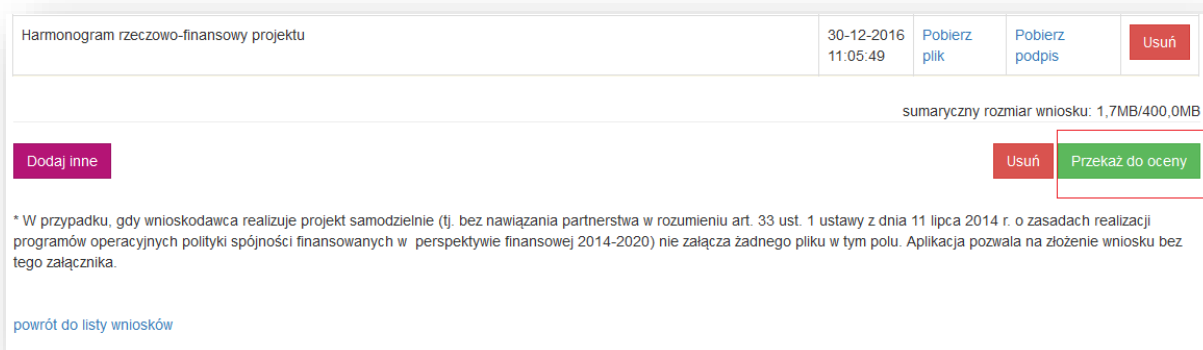 Harmonogram rzeczowo-finansowy projektu
30-12-2016
11:05:49
Pobierz
plik
Pobierz
podpis
Usuń
sumaryczny rozmiar wniosku: 1,7MB/400,0MB
Dodaj inne
Usuń
Przekaż do oceny
* W przypadku, gdy wnioskodawca realizuje projekt samodzielnie (tj. bez nawiązania partnerstwa w rozumieniu art. 33 ust. 1 ustawy z dnia 11 lipca 2014 r. o zasadach realizacji
programów operacyjnych polityki spójności finansowanych w perspektywie finansowej 2014-2020) nie załącza żadnego pliku w tym polu. Aplikacja pozwala na złożenie wniosku bez
tego załącznika.
powrót do listy wniosków